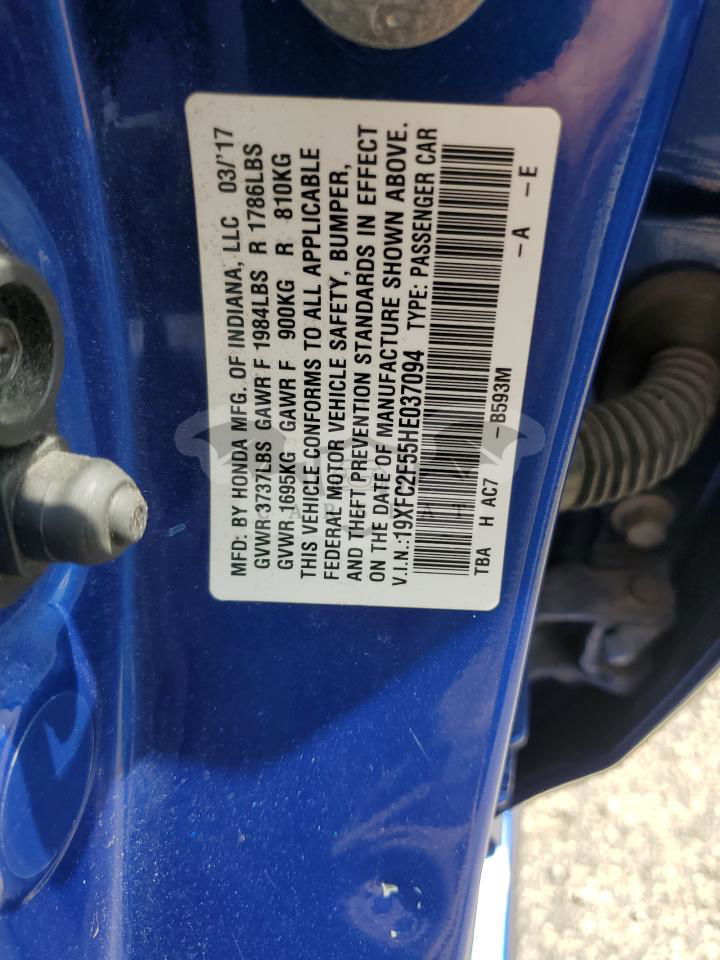 MFD: BY HONDA MFG. OF INDIANA, LLC 03/'17
GVWR:3737LBS GAWR F 1984LBS R 1786LBS
GVWR:1695KG GAWR F 900KG R 810KG
THIS VEHICLE CONFORMS TO ALL APPLICABLE
FEDERAL MOTOR VEHICLE SAFETY, BUMPER,
AND THEFT PREVENTION STANDARDS IN EFFECT
ON THE DATE OF MANUFACTURE SHOWN ABOVE.
V.I.N.:19XFC2F55HE037094 TYPE: PASSENGER CAR
TBA H AC7 -B593M -A -E